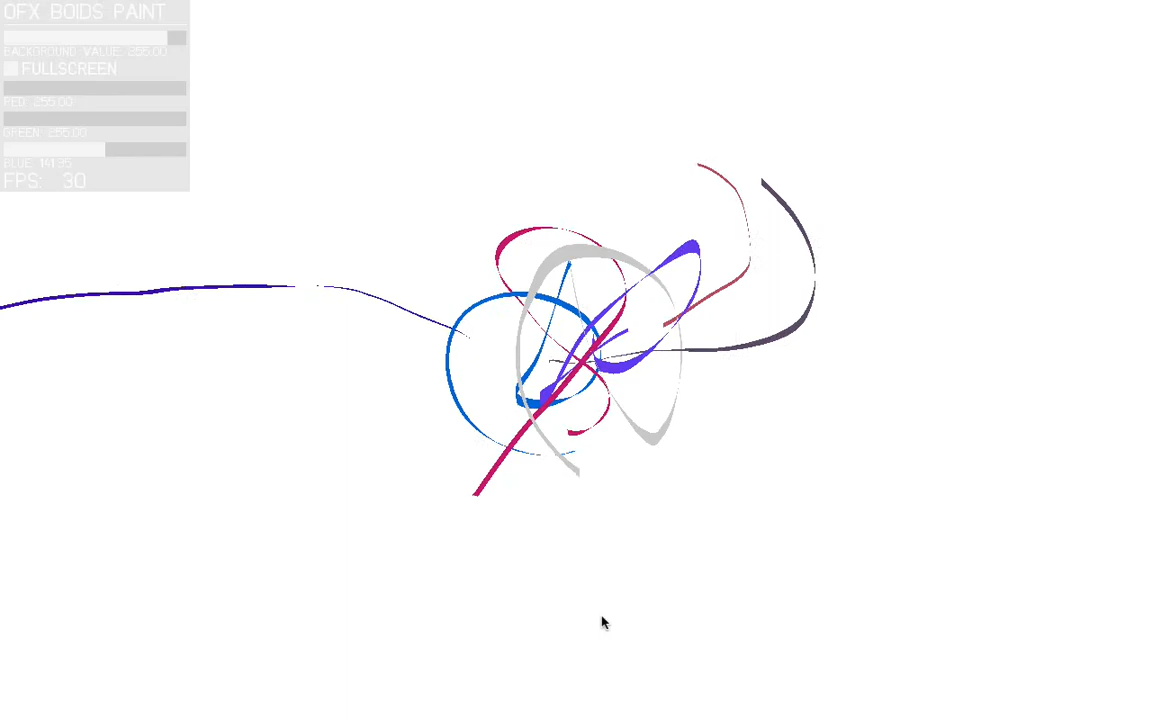 OFX BOIDS PAINT
BACKGROUND VALUE: 255.00
FULLSCREEN
RED: 255.00
GREEN: 255.00
BLUE: 141.35
FPS: 30